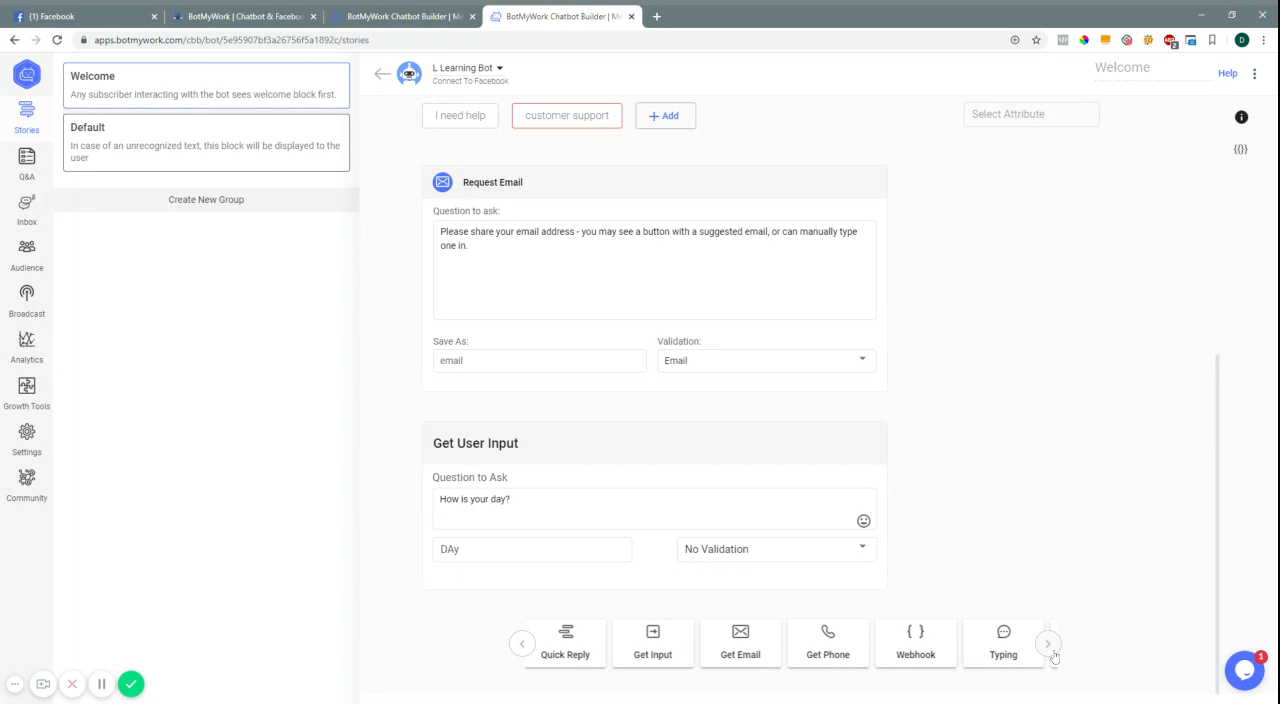 (1) Facebook
BotMyWork | Chatbot & Faceboo
BotMyWork Chatbot Builder | Me
BotMyWork Chatbot Builder | Me
apps.botmywork.com/cbb/bot/5e95907bf3a26756f5a1892c/stories
Stories
Q&A
Inbox
Audience
Broadcast
Analytics
Growth Tools
Settings
Community
Welcome
Any subscriber interacting with the bot sees welcome block first.
Default
In case of an unrecognized text, this block will be displayed to the
user
Create New Group
L Learning Bot
Connect To Facebook
Welcome
Help
I need help
customer support
+ Add
Select Attribute
{()}
Request Email
Question to ask:
Please share your email address - you may see a button with a suggested email, or can manually type
one in.
Save As:
Validation:
email
Email
Get User Input
Question to Ask
How is your day?
DAy
No Validation
Quick Reply
Get Input
Get Email
Get Phone
{ }
Webhook
Typing
1
D
2